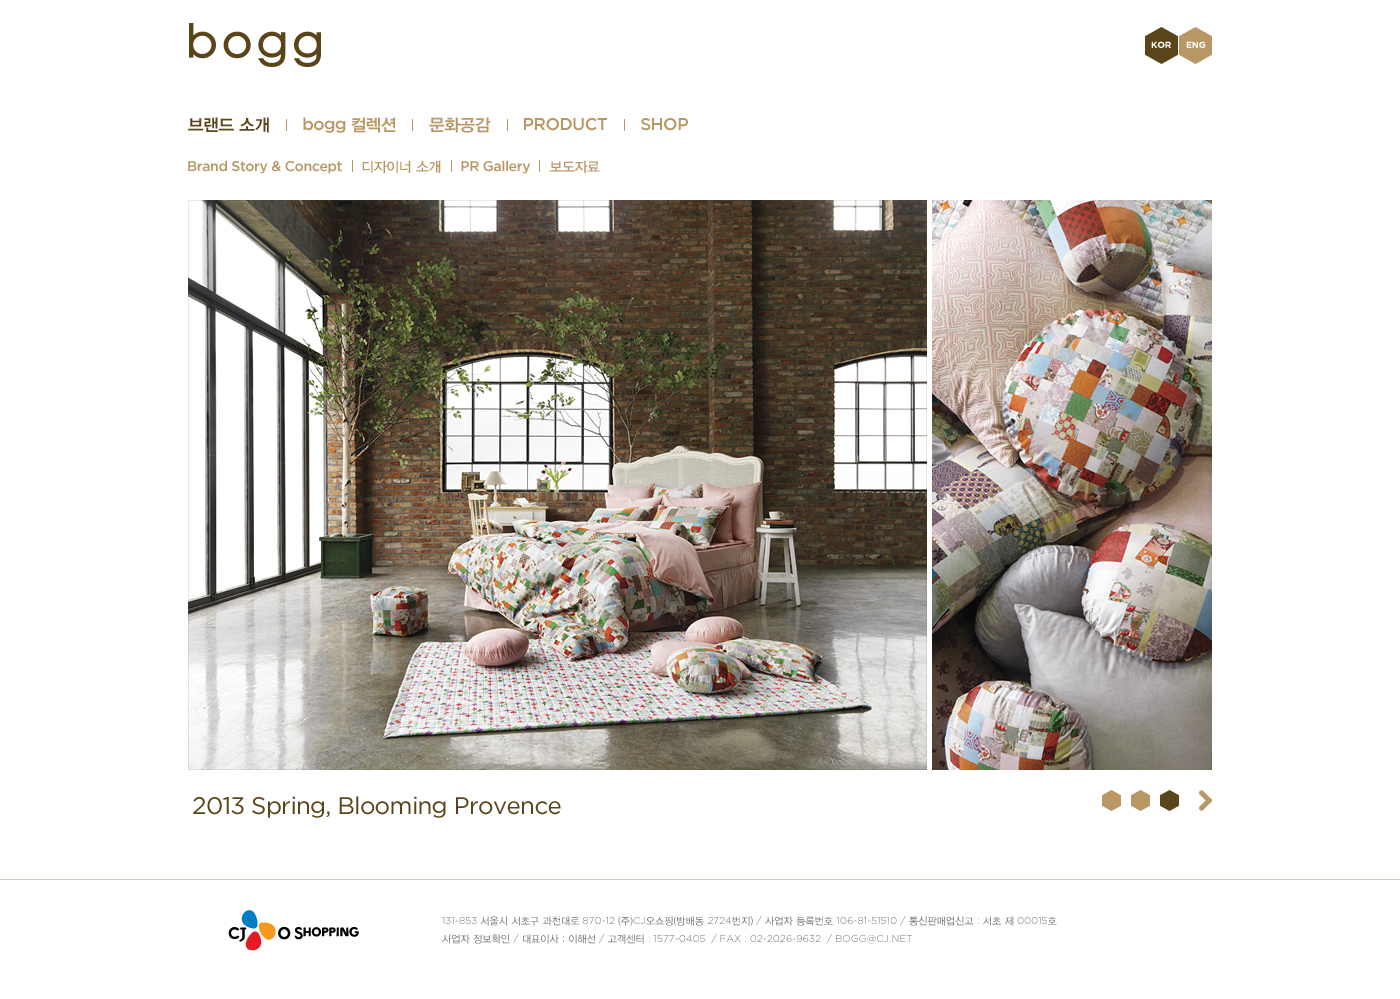 bogg
KOR ENG
브랜드 소개 | bogg 컬렉션 | 문화공감 | PRODUCT | SHOP
Brand Story & Concept | 디자이너 소개 | PR Gallery | 보도자료
2013 Spring, Blooming Provence
CJ O SHOPPING
131-853 서울시 서초구 과천대로 870-12 (주)CJ오쇼핑(방배동 2724번지) / 사업자 등록번호 106-81-51510 / 통신판매업신고 : 서초 제 00015호
사업자 정보확인 / 대표이사 : 이해선 / 고객센터 : 1577-0405 / FAX : 02-2026-9632 / BOGG@CJ.NET